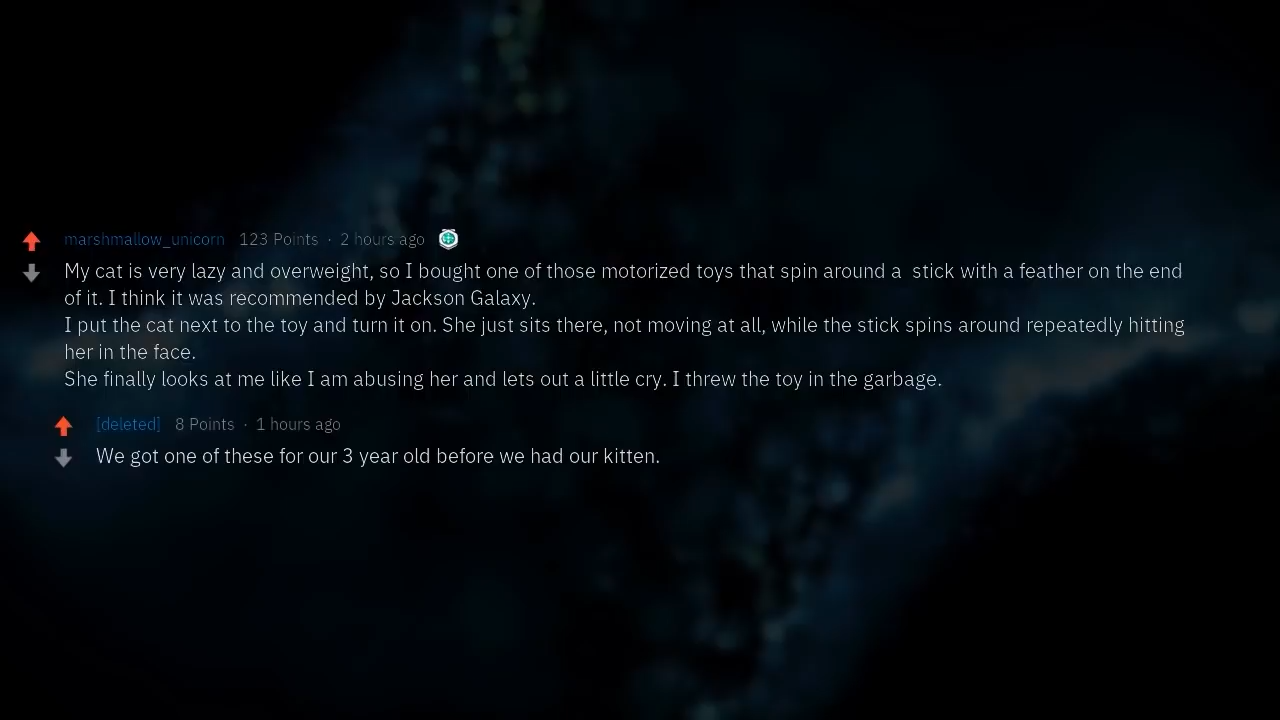 marshmallow_unicorn 123 Points · 2 hours ago
My cat is very lazy and overweight, so I bought one of those motorized toys that spin around a  stick with a feather on the end
of it. I think it was recommended by Jackson Galaxy.
I put the cat next to the toy and turn it on. She just sits there, not moving at all, while the stick spins around repeatedly hitting
her in the face.
She finally looks at me like I am abusing her and lets out a little cry. I threw the toy in the garbage.
[deleted] 8 Points · 1 hours ago
We got one of these for our 3 year old before we had our kitten.